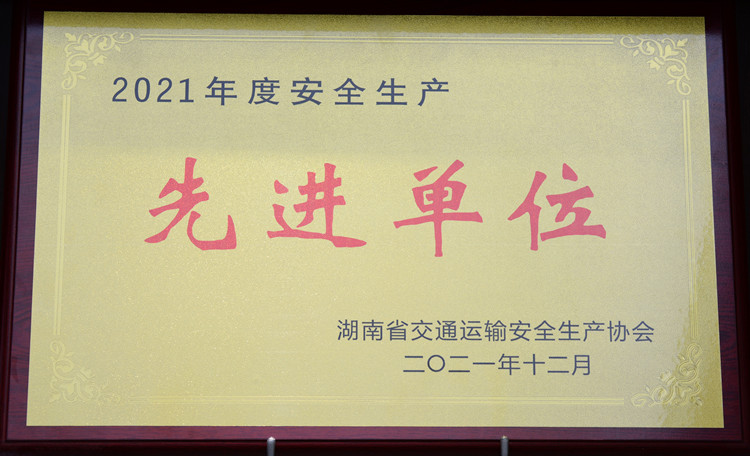 2021年度安全生产
先进单位
湖南省交通运输安全生产协会
二〇二一年十二月